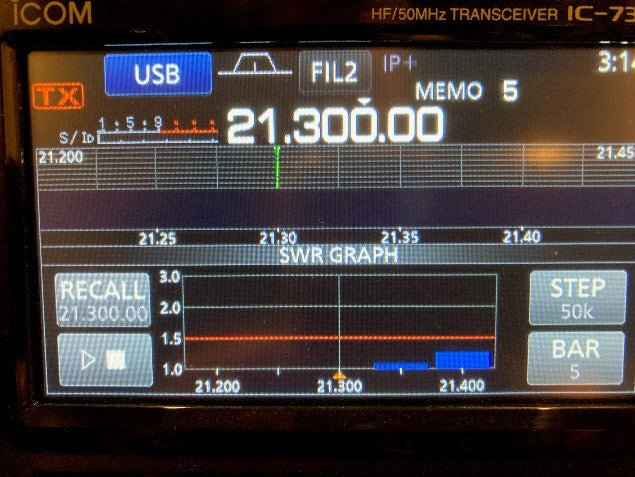 ICOM
HF/50MHz TRANSCEIVER IC-73
USB FIL2 IP+ 3:14
TX MEMO 5
S/ID 1 5 9 21.300.00
21.200 21.45
21.25 21.30 21.35 21.40
SWR GRAPH
RECALL
21.300.00
3.0
2.0
1.5
1.0
21.200 21.300 21.400
STEP
50k
BAR
5